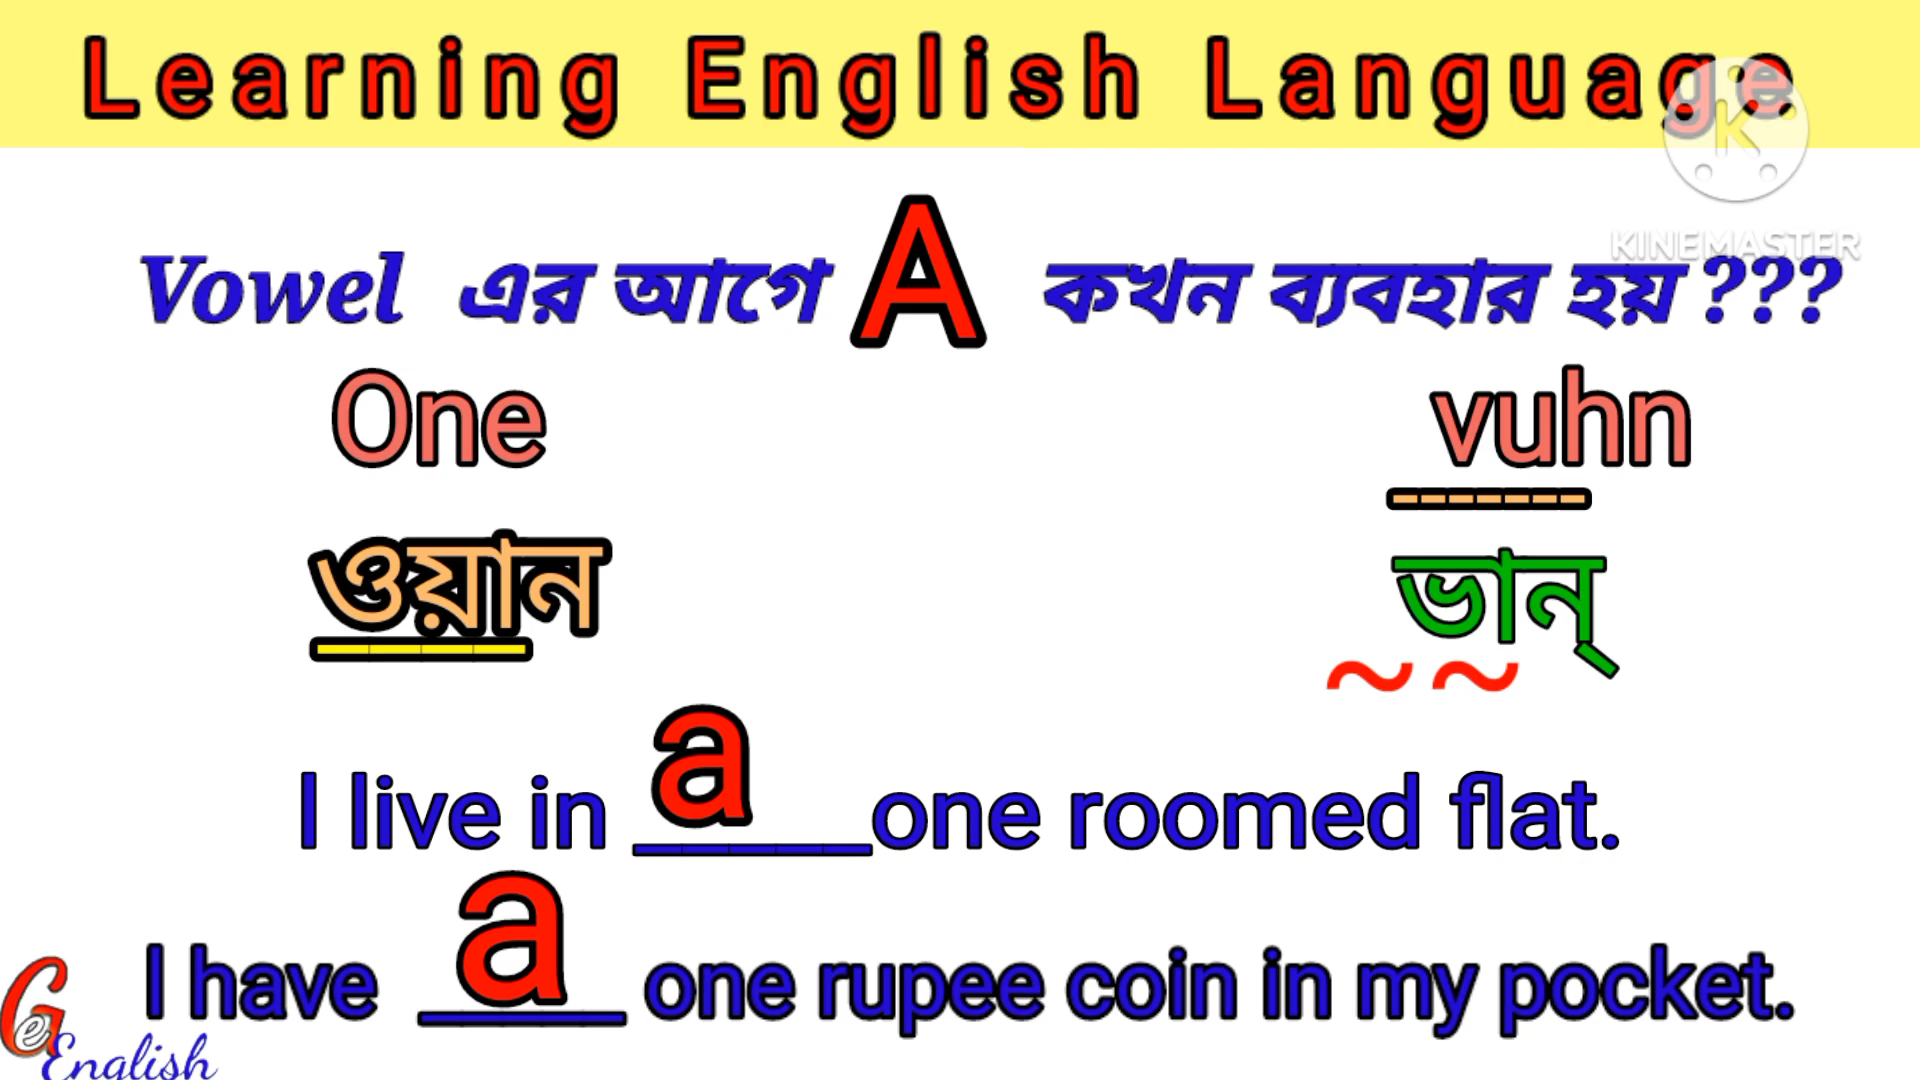 Learning English Language
KINEMASTER
Vowel এর আগে A কখন ব্যবহার হয় ???
One vuhn
ওয়ান ভান্
I live in a one roomed flat.
I have a one rupee coin in my pocket.
Ge English